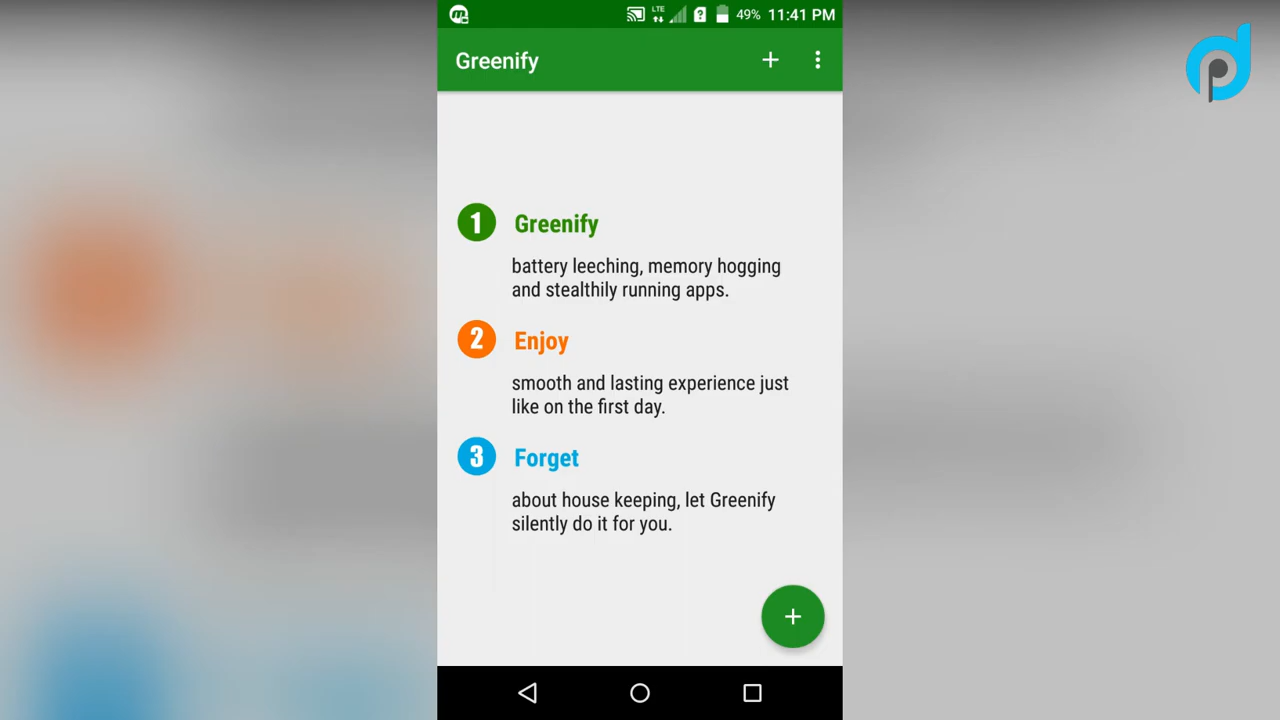 LTE 49% 11:41 PM
Greenify
1 Greenify
battery leeching, memory hogging
and stealthily running apps.
2 Enjoy
smooth and lasting experience just
like on the first day.
3 Forget
about house keeping, let Greenify
silently do it for you.